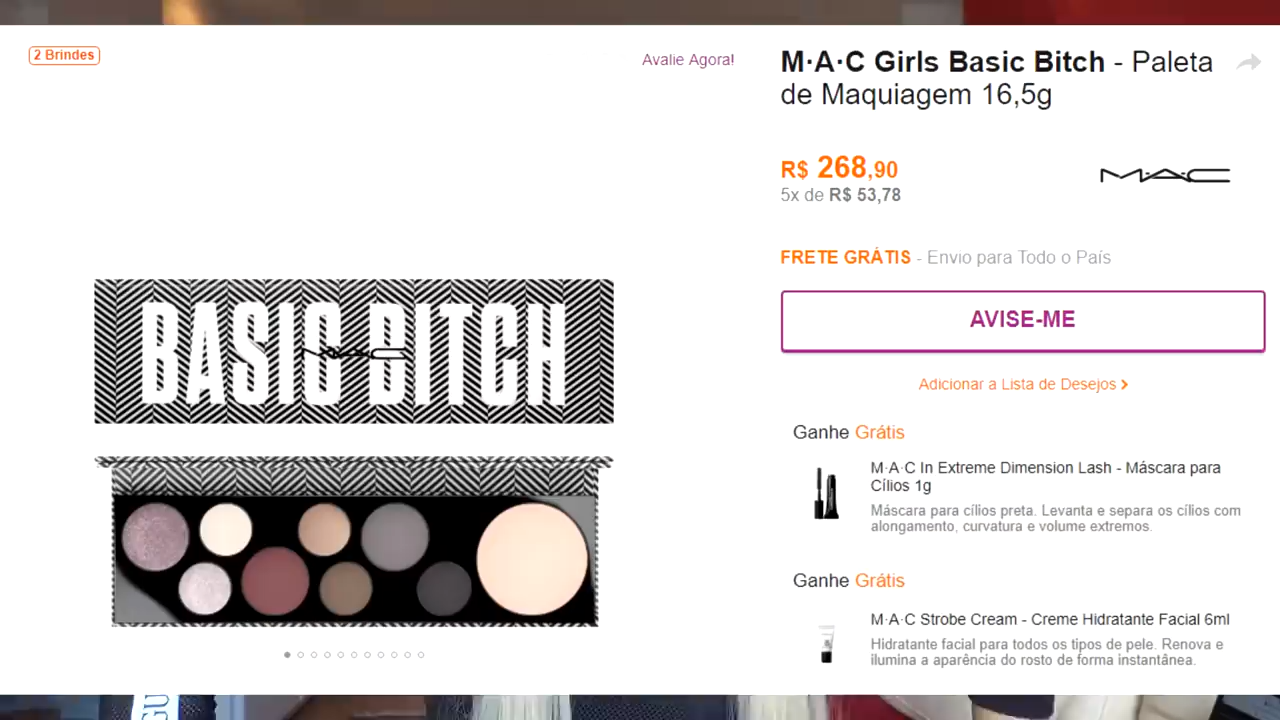 2 Brindes
Avalie Agora!
BASIC BITCH
MAC
M·A·C Girls Basic Bitch - Paleta
de Maquiagem 16,5g
R$ 268,90
5x de R$ 53,78
MAC
FRETE GRÁTIS - Envio para Todo o País
AVISE-ME
Adicionar a Lista de Desejos >
Ganhe Grátis
M·A·C In Extreme Dimension Lash - Máscara para
Cílios 1g
Máscara para cílios preta. Levanta e separa os cílios com
alongamento, curvatura e volume extremos.
Ganhe Grátis
M·A·C Strobe Cream - Creme Hidratante Facial 6ml
Hidratante facial para todos os tipos de pele. Renova e
ilumina a aparência do rosto de forma instantânea.